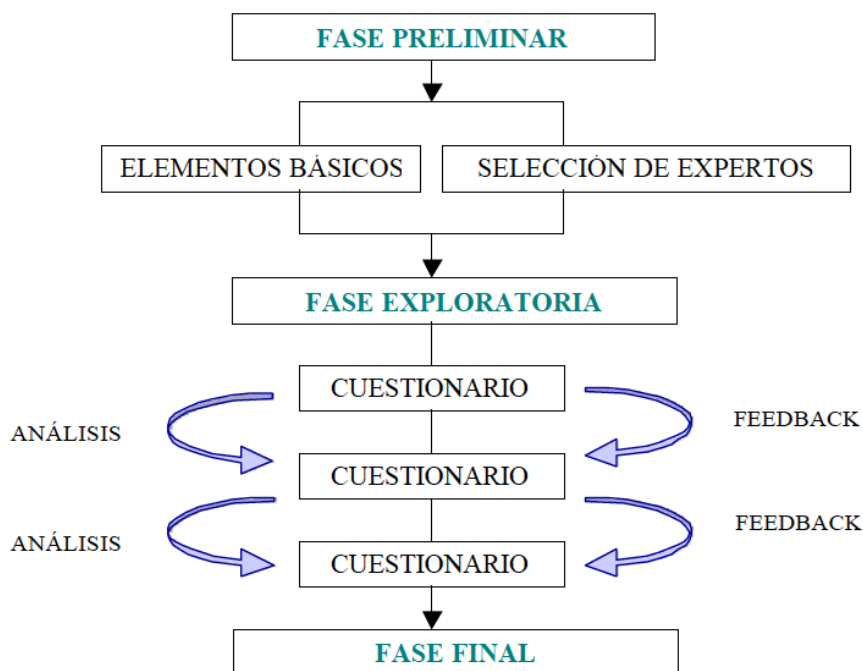 FASE PRELIMINAR
ELEMENTOS BÁSICOS
SELECCIÓN DE EXPERTOS
FASE EXPLORATORIA
CUESTIONARIO
ANÁLISIS
FEEDBACK
CUESTIONARIO
ANÁLISIS
FEEDBACK
CUESTIONARIO
FASE FINAL